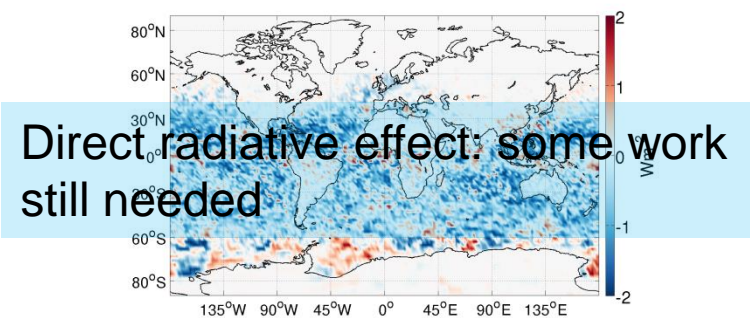 80°N
60°N
30°N
0°
60°S
80°S
135°W 90°W 45°W 0° 45°E 90°E 135°E
2
1
0
-1
-2
Direct radiative effect: some work
still needed